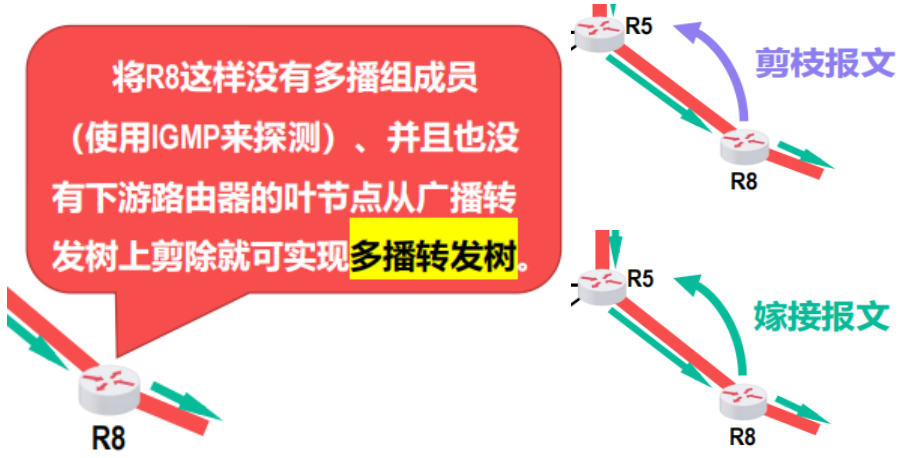 将R8这样没有多播组成员
（使用IGMP来探测）、并且也没
有下游路由器的叶节点从广播转
发树上剪除就可实现多播转发树。
R8
R5
剪枝报文
R8
R5
嫁接报文
R8